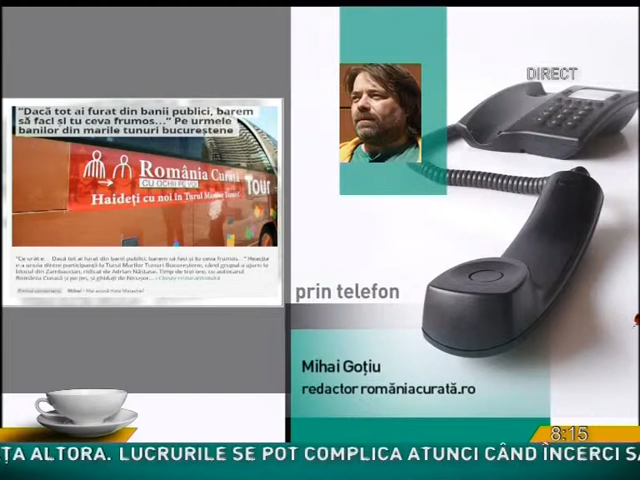 "Dacă tot ai furat din banii publici, barem
să faci și tu ceva frumos..." Pe urmele
banilor din marile tunuri bucureștene
România Curată
CU OCHII PE VOI
Tour
Haideți cu noi în Turul Marilor Tunuri!
DIRECT
prin telefon
Mihai Goțiu
redactor româniacurată.ro
8:15
ȚA ALTORA. LUCRURILE SE POT COMPLICA ATUNCI CÂND ÎNCERCI SĂ